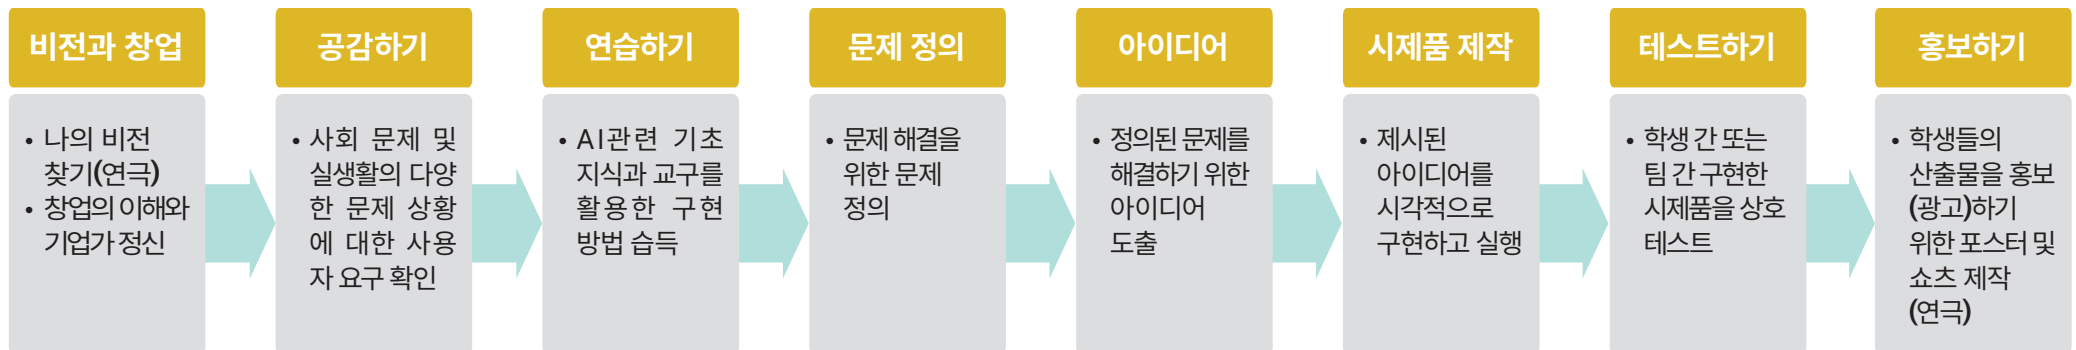 비전과 창업
• 나의 비전
찾기(연극)
• 창업의 이해와
기업가 정신
공감하기
• 사회 문제 및
실생활의 다양
한 문제 상황
에 대한 사용
자 요구 확인
연습하기
• AI관련 기초
지식과 교구를
활용한 구현
방법 습득
문제 정의
• 문제 해결을
위한 문제
정의
아이디어
• 정의된 문제를
해결하기 위한
아이디어
도출
시제품 제작
• 제시된
아이디어를
시각적으로
구현하고 실행
테스트하기
• 학생 간 또는
팀 간 구현한
시제품을 상호
테스트
홍보하기
• 학생들의
산출물을 홍보
(광고)하기
위한 포스터 및
쇼츠 제작
(연극)